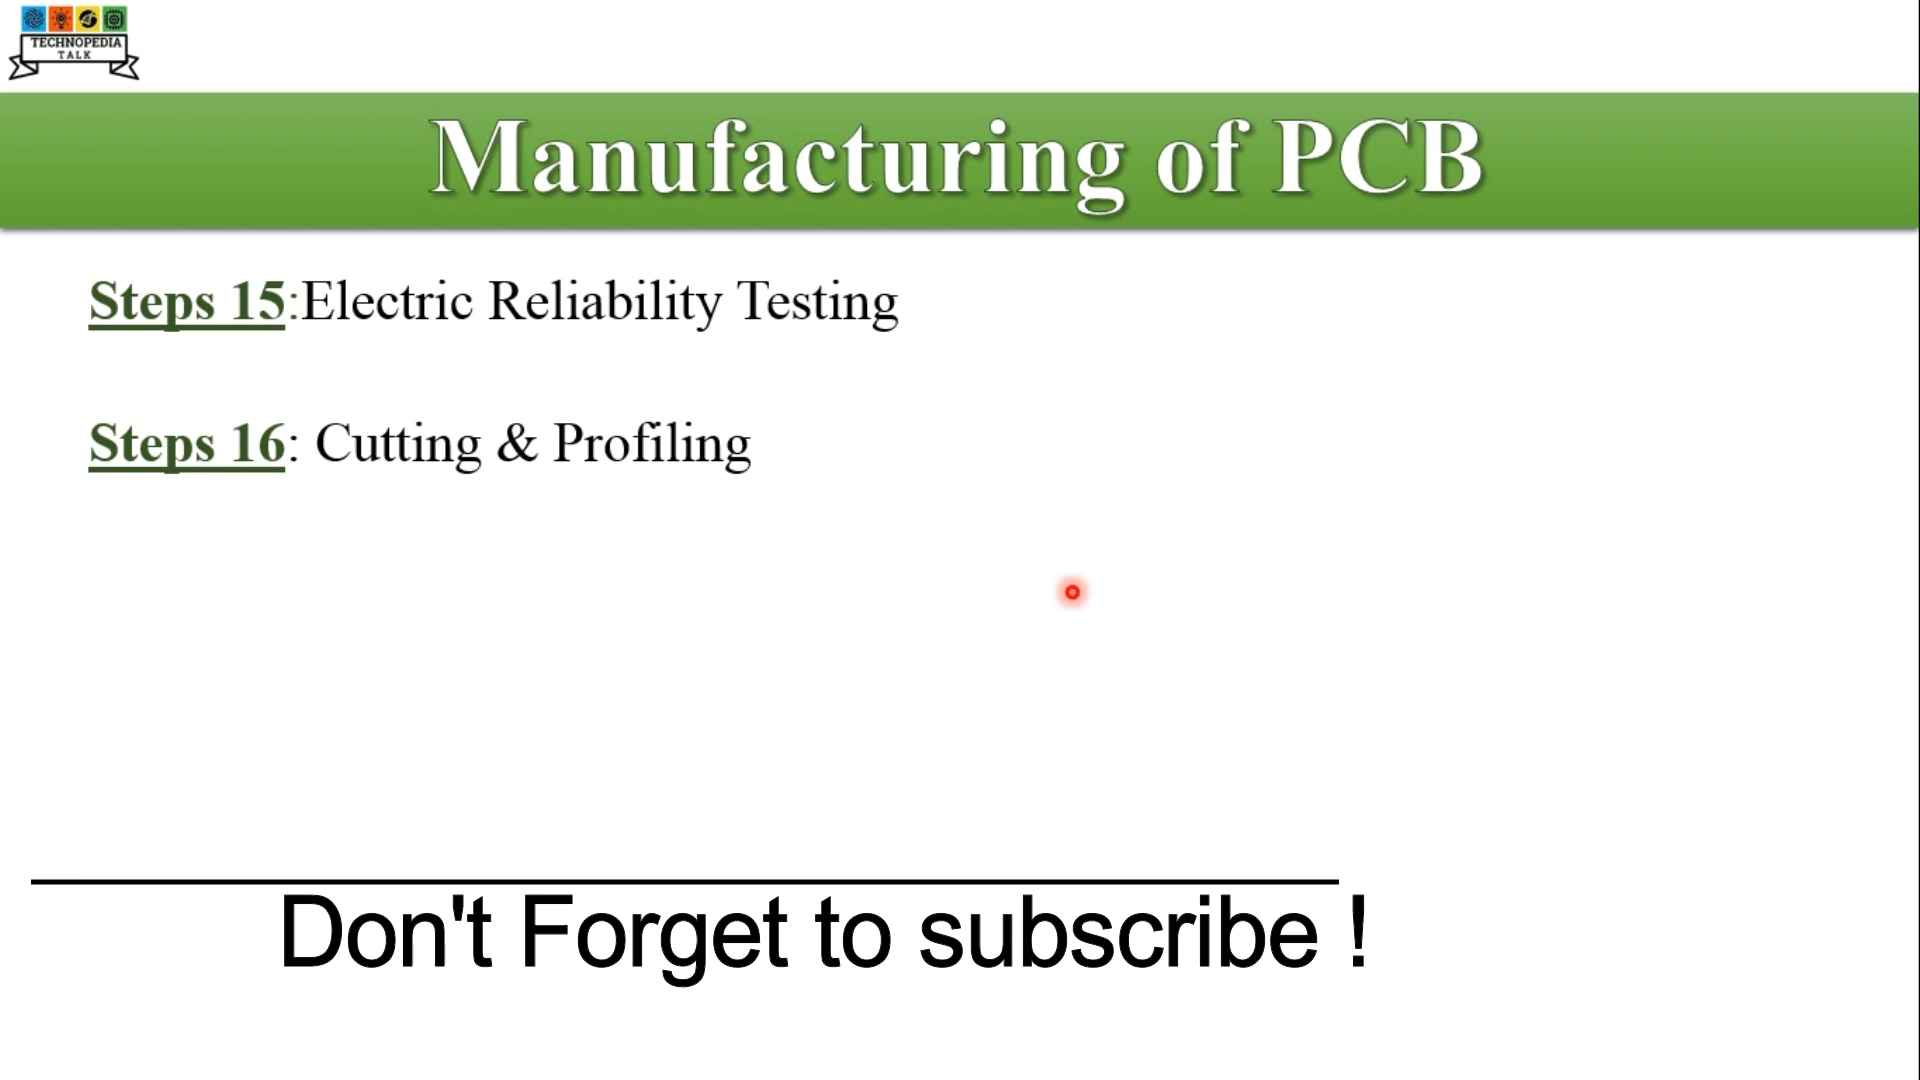 TECHNOPEDIA
TALK
Manufacturing of PCB
Steps 15:Electric Reliability Testing
Steps 16: Cutting & Profiling
Don't Forget to subscribe !